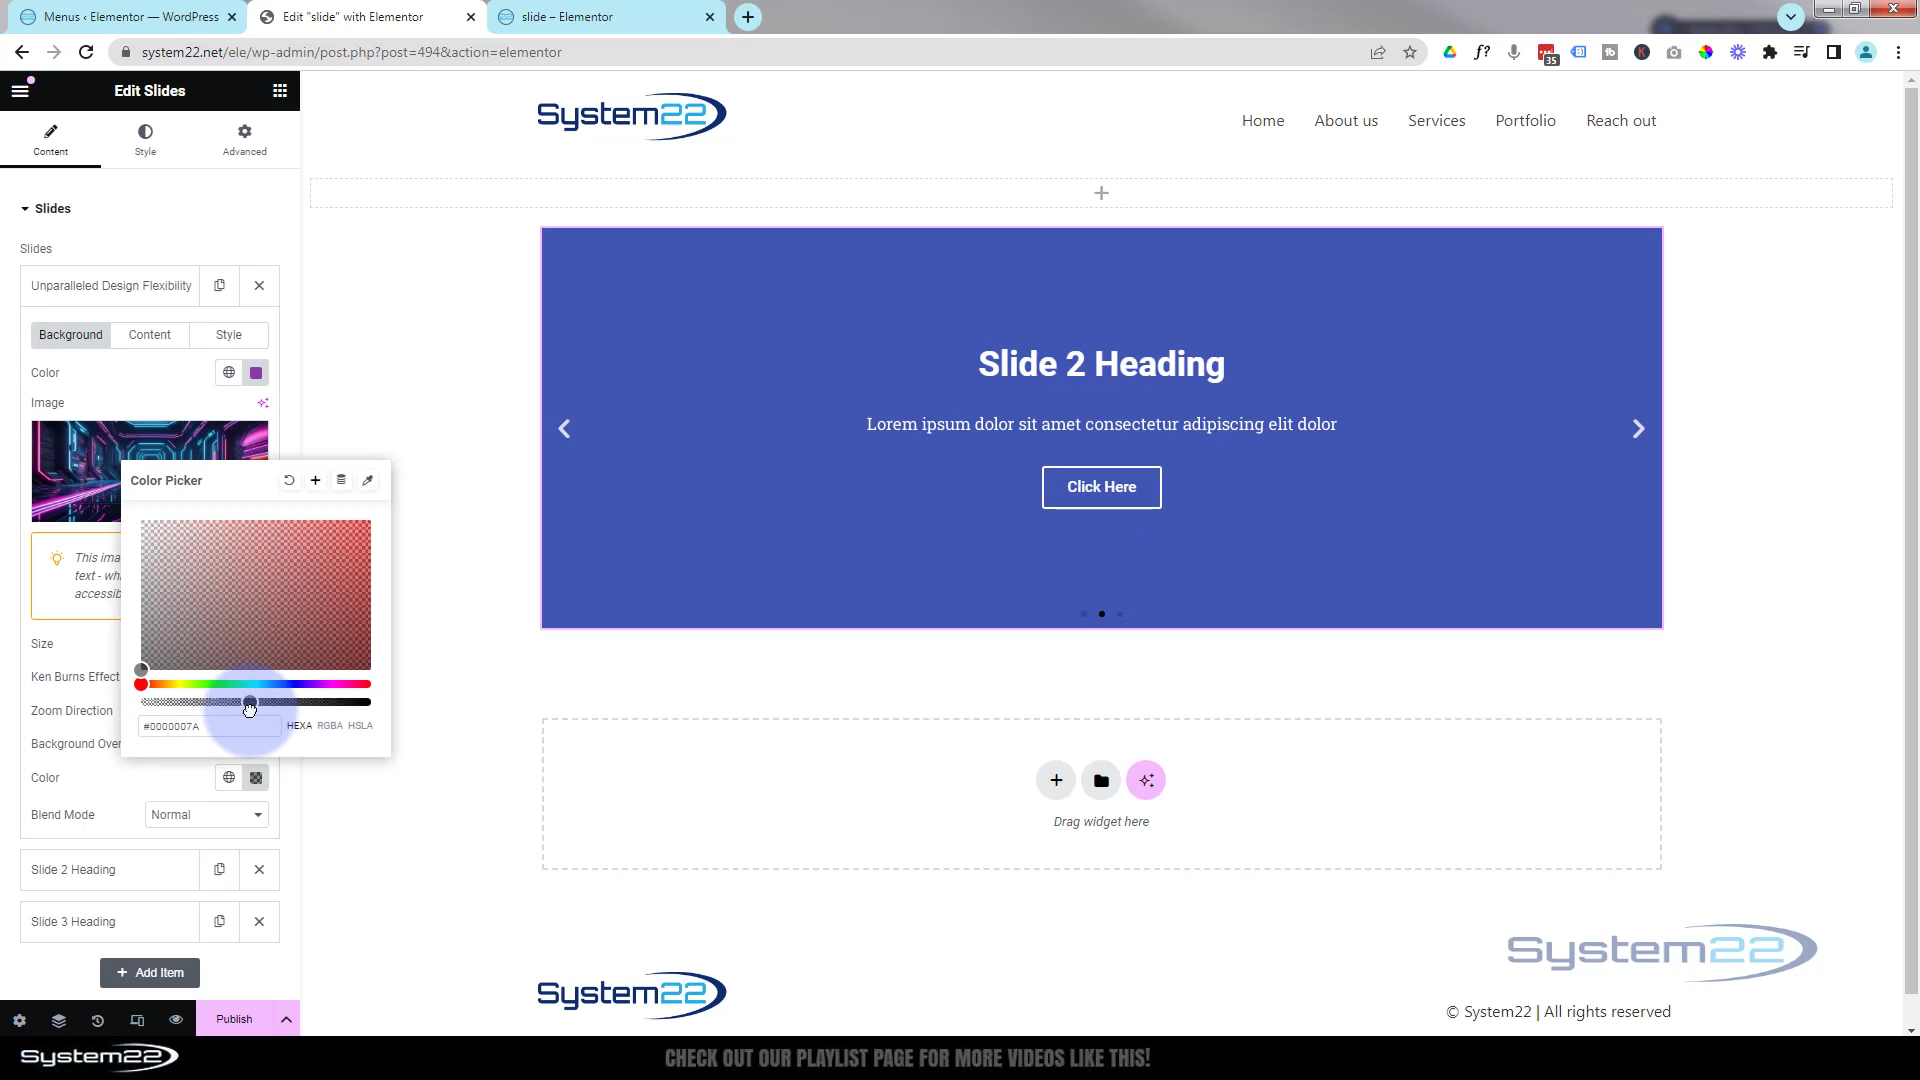 Menus ‹ Elementor — WordPress
Edit "slide" with Elementor
slide – Elementor
system22.net/ele/wp-admin/post.php?post=494&action=elementor
35
Edit Slides
Content
Style
Advanced
Slides
Slides
Unparalleled Design Flexibility
Background
Content
Style
Color
Image
This ima
text - whi
accessib
Color Picker
#0000007A
HEXA
RGBA
HSLA
Size
Ken Burns Effect
Zoom Direction
Background Over
Color
Blend Mode
Normal
Slide 2 Heading
Slide 3 Heading
Add Item
Publish
System22
Home
About us
Services
Portfolio
Reach out
Slide 2 Heading
Lorem ipsum dolor sit amet consectetur adipiscing elit dolor
Click Here
Drag widget here
System22
System22
© System22 | All rights reserved
System22
CHECK OUT OUR PLAYLIST PAGE FOR MORE VIDEOS LIKE THIS!